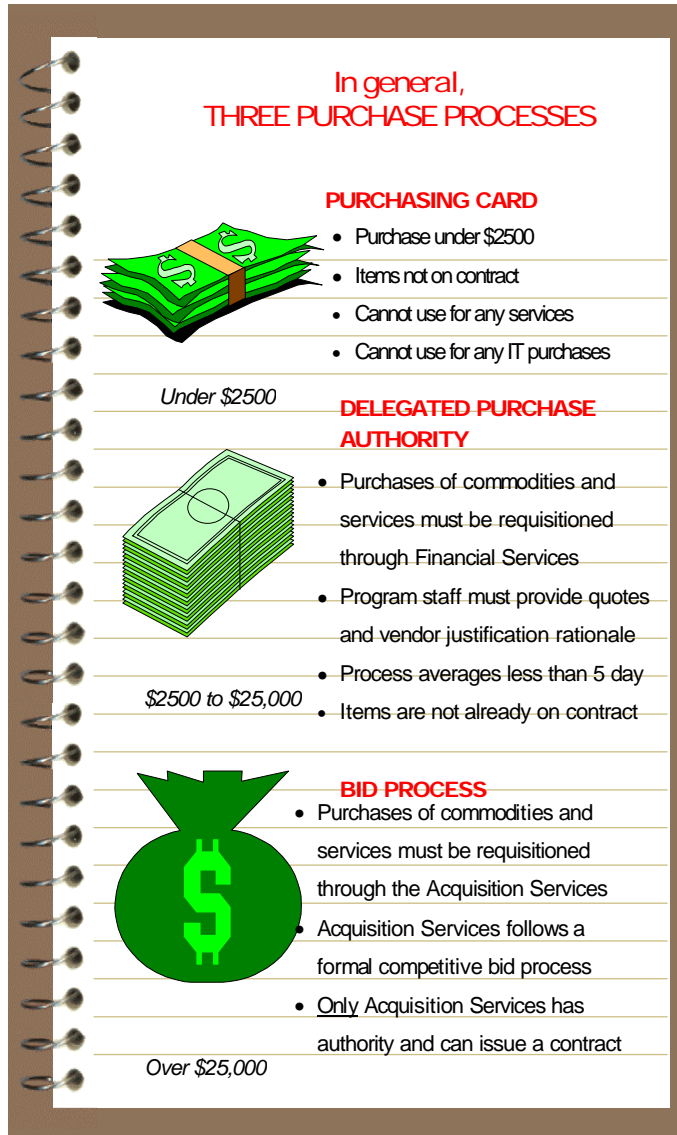 In general,
THREE PURCHASE PROCESSES
PURCHASING CARD
• Purchase under $2500
• Items not on contract
• Cannot use for any services
• Cannot use for any IT purchases
Under $2500
DELEGATED PURCHASE
AUTHORITY
• Purchases of commodities and
services must be requisitioned
through Financial Services
• Program staff must provide quotes
and vendor justification rationale
• Process averages less than 5 day
$2500 to $25,000
• Items are not already on contract
BID PROCESS
• Purchases of commodities and
services must be requisitioned
through the Acquisition Services
• Acquisition Services follows a
formal competitive bid process
• Only Acquisition Services has
authority and can issue a contract
Over $25,000